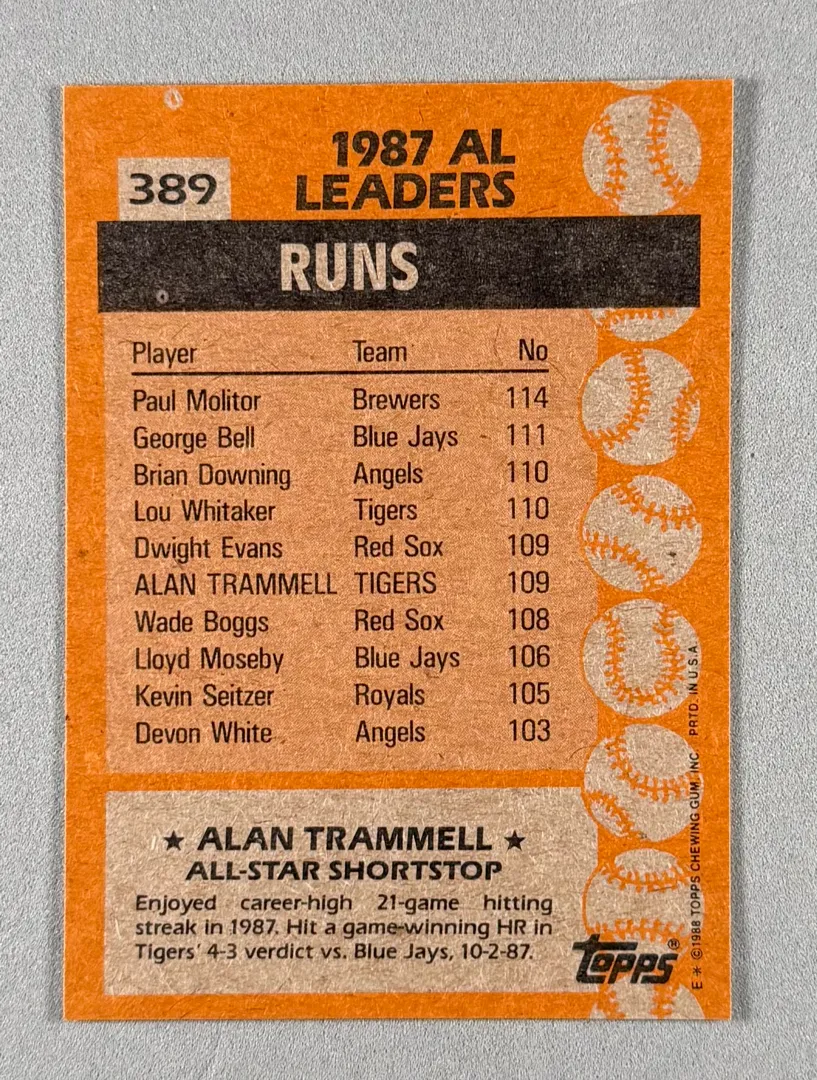 389
1987 AL
LEADERS
RUNS
Player Team No
Paul Molitor Brewers 114
George Bell Blue Jays 111
Brian Downing Angels 110
Lou Whitaker Tigers 110
Dwight Evans Red Sox 109
ALAN TRAMMELL TIGERS 109
Wade Boggs Red Sox 108
Lloyd Moseby Blue Jays 106
Kevin Seitzer Royals 105
Devon White Angels 103
★ ALAN TRAMMELL ★
ALL-STAR SHORTSTOP
Enjoyed career-high 21-game hitting
streak in 1987. Hit a game-winning HR in
Tigers' 4-3 verdict vs. Blue Jays, 10-2-87.
Topps®
E * ©1988 TOPPS CHEWING GUM, INC. PRTD. IN U.S.A.